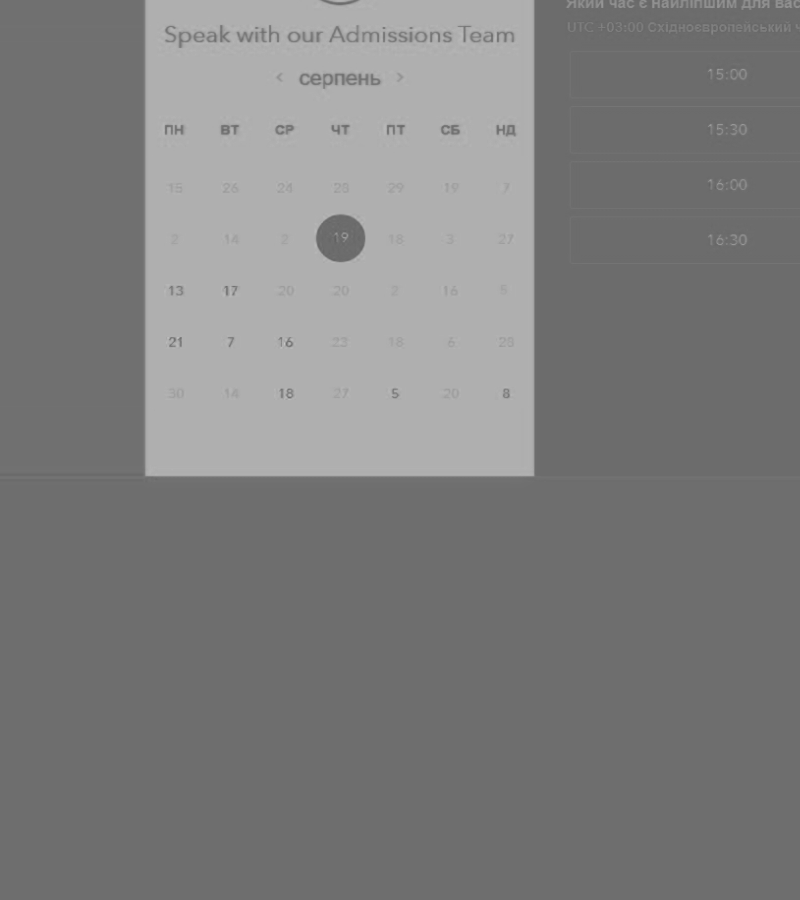 Speak with our Admissions Team
‹ серпень ›
ПН ВТ СР ЧТ ПТ СБ НД
15 26 24 23 29 19 7
2 14 2 19 18 3 27
13 17 20 20 2 16 5
21 7 16 23 18 6 25
30 14 18 27 5 20 8
Який час є найліпшим для вас
UTC +03:00 Східноєвропейський
15:00
15:30
16:00
16:30